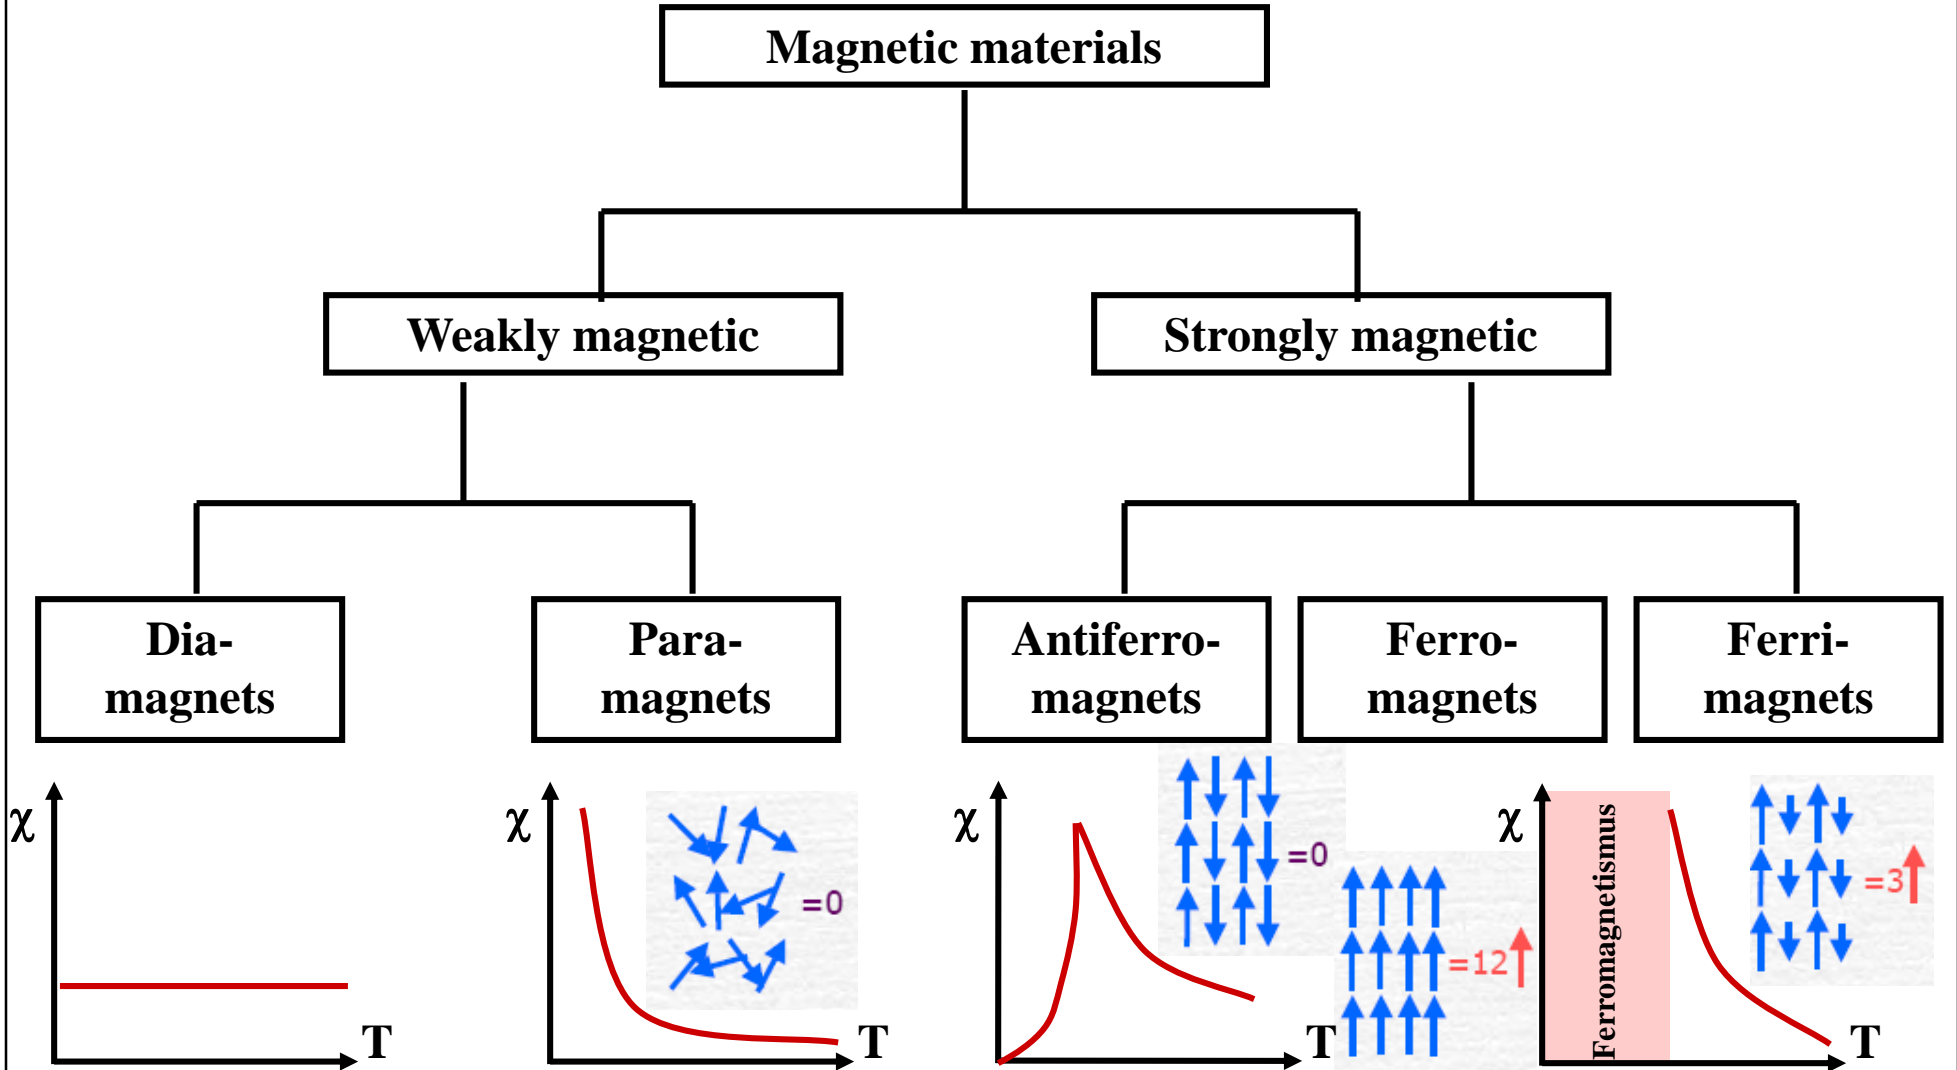 Magnetic materials
Weakly magnetic
Strongly magnetic
Dia-
magnets
Para-
magnets
Antiferro-
magnets
Ferro-
magnets
Ferri-
magnets
χ
T
χ
=0
T
χ
=0
T
=12
χ
Ferromagnetismus
=3
T